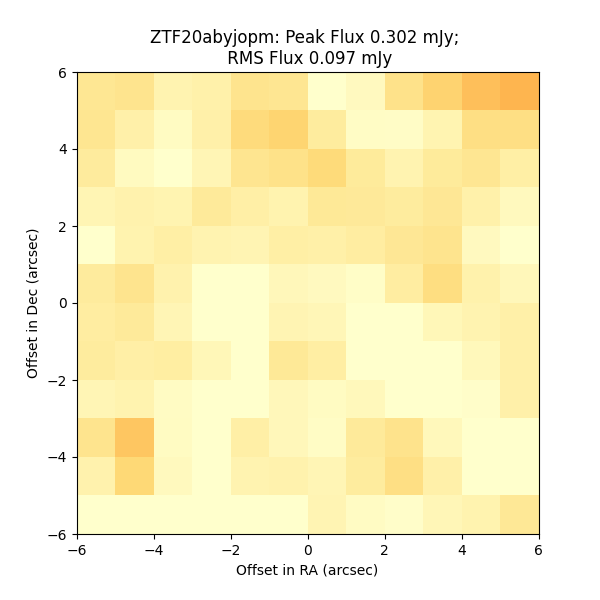 ZTF20abyjopm: Peak Flux 0.302 mJy;
RMS Flux 0.097 mJy
6
4
2
0
−2
−4
−6
Offset in Dec (arcsec)
−6 −4 −2 0 2 4 6
Offset in RA (arcsec)